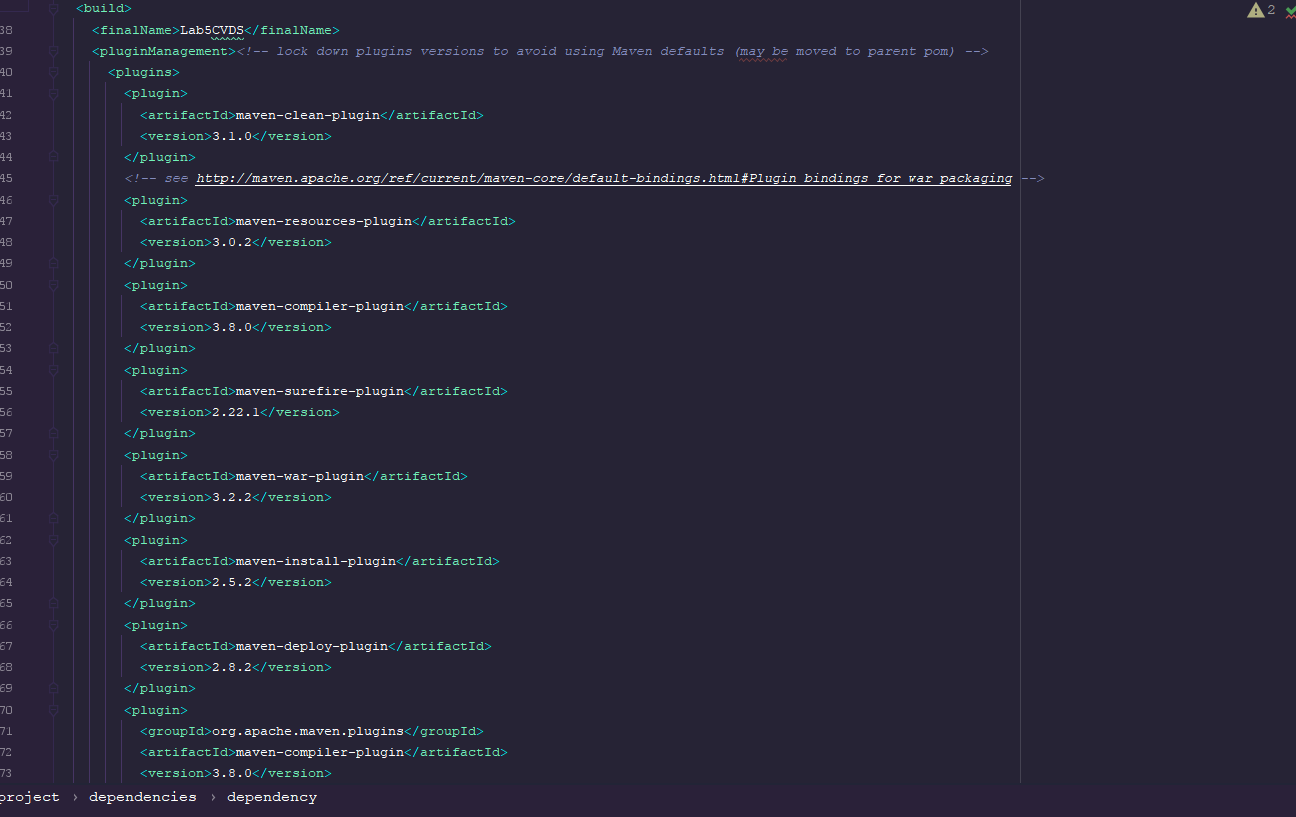 <build>
2
38 <finalName>Lab5CVDS</finalName>
39 <pluginManagement><!-- lock down plugins versions to avoid using Maven defaults (may be moved to parent pom) -->
40 <plugins>
41 <plugin>
42 <artifactId>maven-clean-plugin</artifactId>
43 <version>3.1.0</version>
44 </plugin>
45 <!-- see http://maven.apache.org/ref/current/maven-core/default-bindings.html#Plugin_bindings_for_war_packaging -->
46 <plugin>
47 <artifactId>maven-resources-plugin</artifactId>
48 <version>3.0.2</version>
49 </plugin>
50 <plugin>
51 <artifactId>maven-compiler-plugin</artifactId>
52 <version>3.8.0</version>
53 </plugin>
54 <plugin>
55 <artifactId>maven-surefire-plugin</artifactId>
56 <version>2.22.1</version>
57 </plugin>
58 <plugin>
59 <artifactId>maven-war-plugin</artifactId>
60 <version>3.2.2</version>
61 </plugin>
62 <plugin>
63 <artifactId>maven-install-plugin</artifactId>
64 <version>2.5.2</version>
65 </plugin>
66 <plugin>
67 <artifactId>maven-deploy-plugin</artifactId>
68 <version>2.8.2</version>
69 </plugin>
70 <plugin>
71 <groupId>org.apache.maven.plugins</groupId>
72 <artifactId>maven-compiler-plugin</artifactId>
73 <version>3.8.0</version>
project › dependencies › dependency